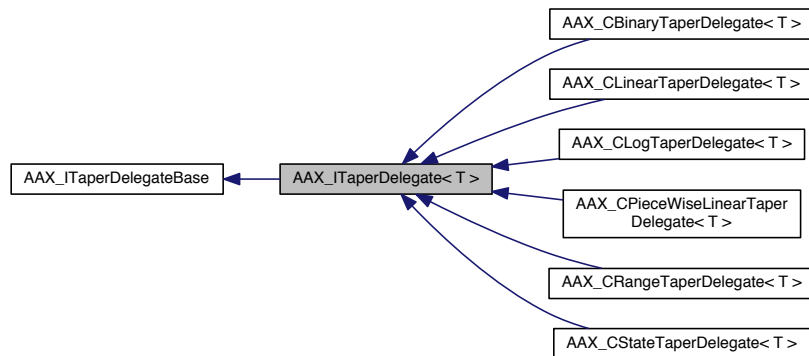 AAX_CBinaryTaperDelegate< T >
AAX_CLinearTaperDelegate< T >
AAX_CLogTaperDelegate< T >
AAX_ITaperDelegateBase
AAX_ITaperDelegate< T >
AAX_CPieceWiseLinearTaper
Delegate< T >
AAX_CRangeTaperDelegate< T >
AAX_CStateTaperDelegate< T >